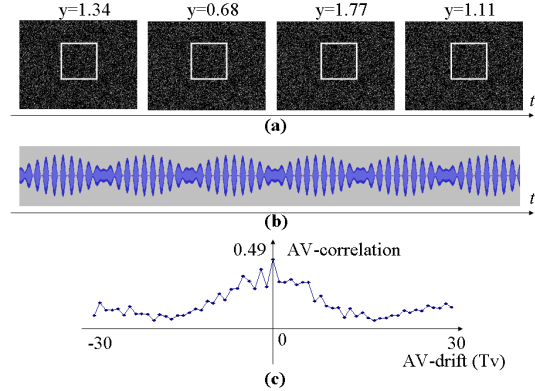 y=1.34 y=0.68 y=1.77 y=1.11
t
(a)
t
(b)
0.49 AV-correlation
-30 0 30
AV-drift (Tv)
(c)